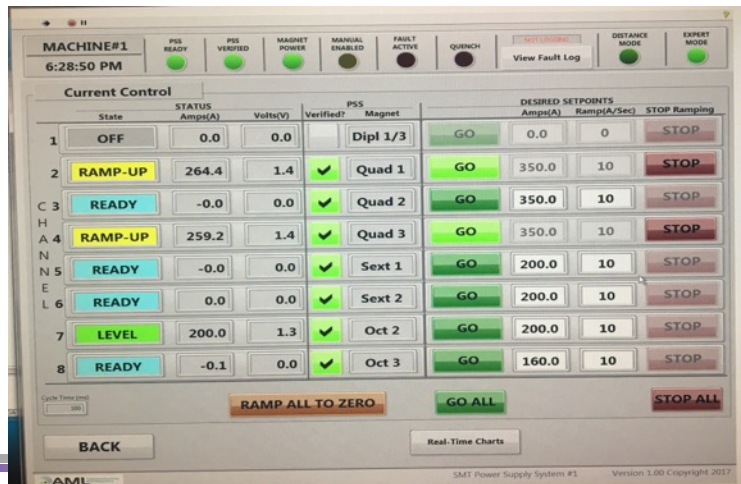 MACHINE#1
6:28:50 PM
PSS READY
PSS VERIFIED
MAGNET POWER
MANUAL ENABLED
FAULT ACTIVE
QUENCH
NOT LOGGING
View Fault Log
DISTANCE MODE
EXPERT MODE
?
Current Control
STATUS PSS DESIRED SETPOINTS
State Amps(A) Volts(V) Verified? Magnet Amps(A) Ramp(A/Sec) STOP Ramping
CHANNEL
1 OFF 0.0 0.0 Dipl 1/3 GO 0.0 0 STOP
2 RAMP-UP 264.4 1.4 Quad 1 GO 350.0 10 STOP
3 READY -0.0 0.0 Quad 2 GO 350.0 10 STOP
4 RAMP-UP 259.2 1.4 Quad 3 GO 350.0 10 STOP
5 READY -0.0 0.0 Sext 1 GO 200.0 10 STOP
6 READY 0.0 0.0 Sext 2 GO 200.0 10 STOP
7 LEVEL 200.0 1.3 Oct 2 GO 200.0 10 STOP
8 READY -0.1 0.0 Oct 3 GO 160.0 10 STOP
Cycle Time (ms)
RAMP ALL TO ZERO GO ALL STOP ALL
BACK Real-Time Charts
AML SMT Power Supply System #1 Version 1.00 Copyright 2017